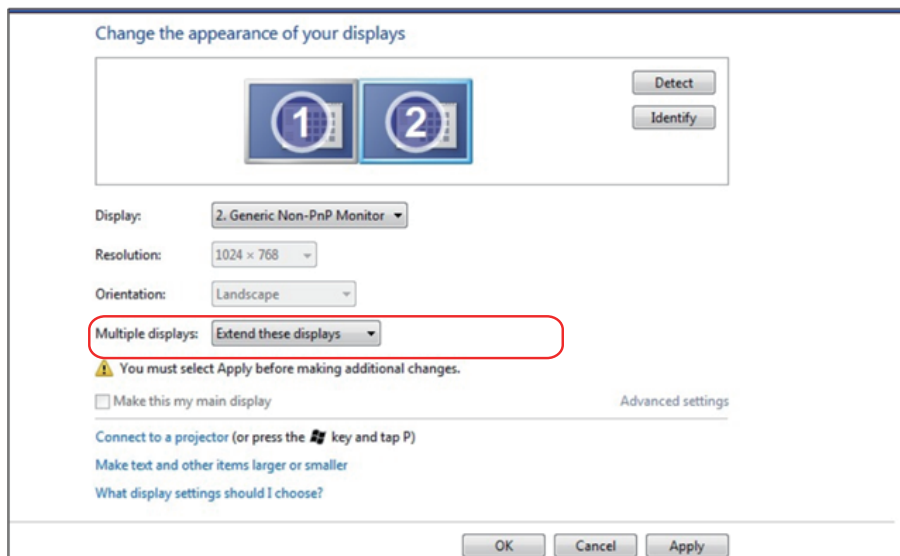 Change the appearance of your displays
1 2
Detect
Identify
Display: 2. Generic Non-PnP Monitor
Resolution: 1024 × 768
Orientation: Landscape
Multiple displays: Extend these displays
You must select Apply before making additional changes.
Make this my main display Advanced settings
Connect to a projector (or press the key and tap P)
Make text and other items larger or smaller
What display settings should I choose?
OK Cancel Apply